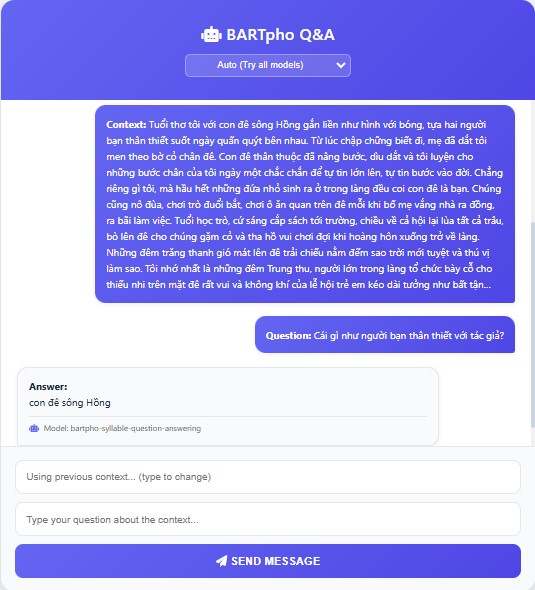 BARTpho Q&A
Auto (Try all models)
Context: Tuổi thơ tôi với con đê sông Hồng gắn liền như hình với bóng, tựa hai người
bạn thân thiết suốt ngày quấn quýt bên nhau. Từ lúc chập chững biết đi, mẹ đã dắt tôi
men theo bờ cỏ chân đê. Con đê thân thuộc đã nâng bước, dìu dắt và tôi luyện cho
những bước chân của tôi ngày một chắc chắn để tự tin lớn lên, tự tin bước vào đời. Chẳng
riêng gì tôi, mà hầu hết những đứa nhỏ sinh ra ở trong làng đều coi con đê là bạn. Chúng
cũng nô đùa, chơi trò đuổi bắt, chơi ô ăn quan trên đê mỗi khi bố mẹ vắng nhà ra đồng,
ra bãi làm việc. Tuổi học trò, cứ sáng cắp sách tới trường, chiều về cả hội lại lùa tất cả trâu,
bò lên đê cho chúng gặm cỏ và tha hồ vui chơi đợi khi hoàng hôn xuống trở về làng.
Những đêm trăng thanh gió mát lên đê trải chiếu nằm đếm sao trời mới tuyệt và thú vị
làm sao. Tôi nhớ nhất là những đêm Trung thu, người lớn trong làng tổ chức bày cỗ cho
thiếu nhi trên mặt đê rất vui và không khí của lễ hội trẻ em kéo dài tưởng như bất tận...
Question: Cái gì như người bạn thân thiết với tác giả?
Answer:
con đê sông Hồng
Model: bartpho-syllable-question-answering
Using previous context... (type to change)
Type your question about the context...
SEND MESSAGE